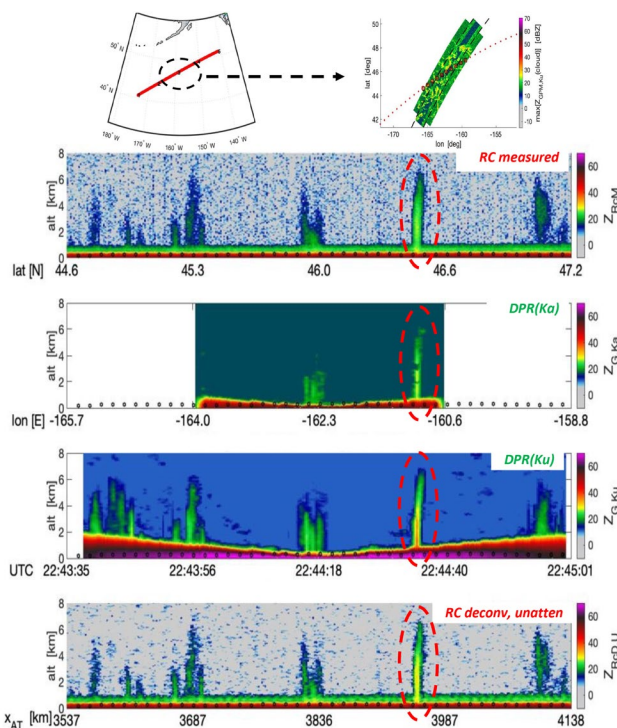 90°N
40°N
180°W
170°W
160°W
150°W
140°W
50
48
46
44
42
lat [deg]
-171
-165
-155
-151
lon [deg]
70
60
50
40
30
20
10
0
-10
max(Z_GPM,Ku(cloud)) [dBZ]
RC measured
8
6
4
2
0
alt [km]
60
40
20
0
Z_BcM
lat [N] 44.6 45.3 46.0 46.6 47.2
DPR(Ka)
8
6
4
2
0
alt [km]
60
40
20
0
Z_G,Ka
lon [E] -165.7 -164.0 -162.3 -160.6 -158.8
DPR(Ku)
8
6
4
2
0
alt [km]
60
40
20
0
Z_G,Ku
UTC 22:43:35 22:43:56 22:44:18 22:44:40 22:45:01
RC deconv, unatten
8
6
4
2
0
alt [km]
60
40
20
0
Z_BcD,U
x_AT [km] 3537 3687 3836 3987 4138